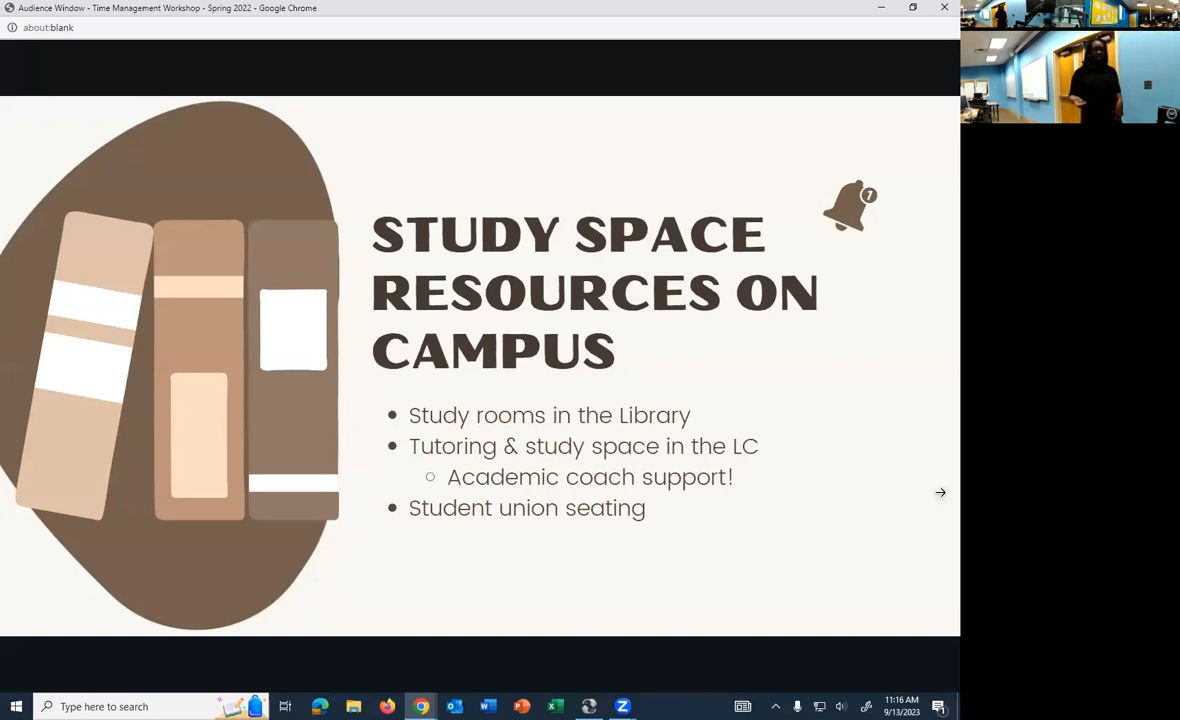 Audience Window - Time Management Workshop - Spring 2022 - Google Chrome
about:blank
1
STUDY SPACE
RESOURCES ON
CAMPUS
Study rooms in the Library
Tutoring & study space in the LC
Academic coach support!
Student union seating
Type here to search
11:16 AM
9/13/2023
1